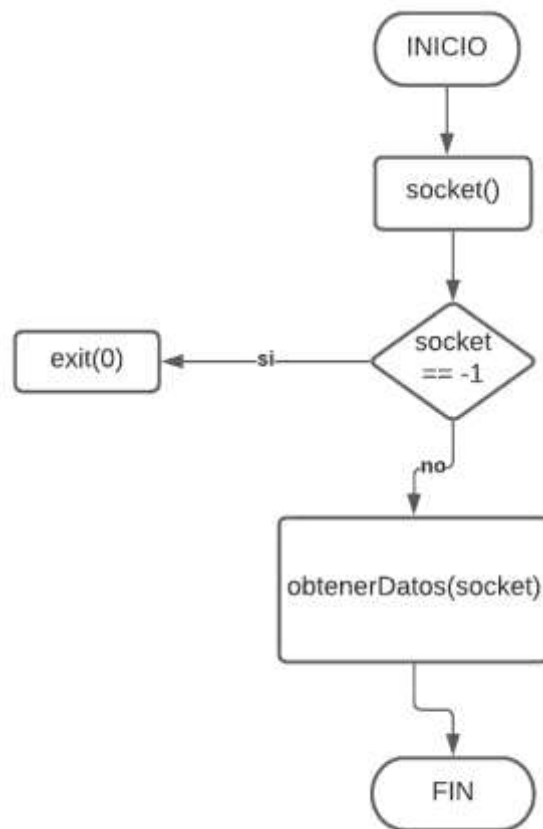 INICIO
socket()
socket
== -1
si
exit(0)
no
obtenerDatos(socket)
FIN